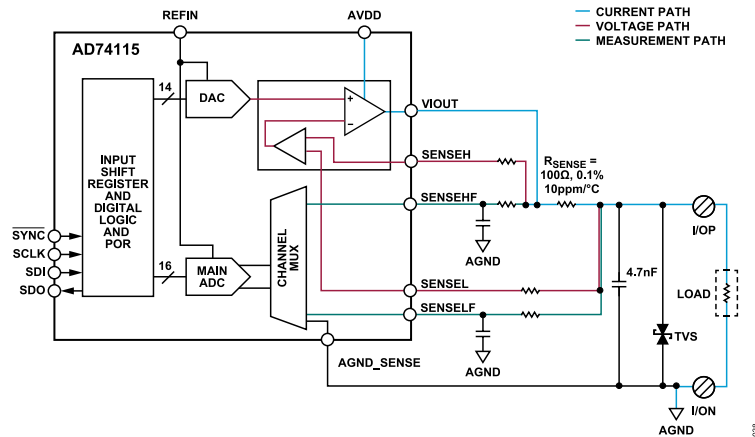 REFIN
AVDD
CURRENT PATH
VOLTAGE PATH
MEASUREMENT PATH
AD74115
14
DAC
+
−
VIOUT
INPUT
SHIFT
REGISTER
AND
DIGITAL
LOGIC
AND
POR
SENSEH
RSENSE =
100Ω, 0.1%
10ppm/°C
SENSEHF
AGND
I/OP
SYNC
SCLK
SDI
SDO
16
MAIN
ADC
CHANNEL
MUX
SENSEL
4.7nF
LOAD
SENSELF
TVS
AGND_SENSE
AGND
I/ON
AGND